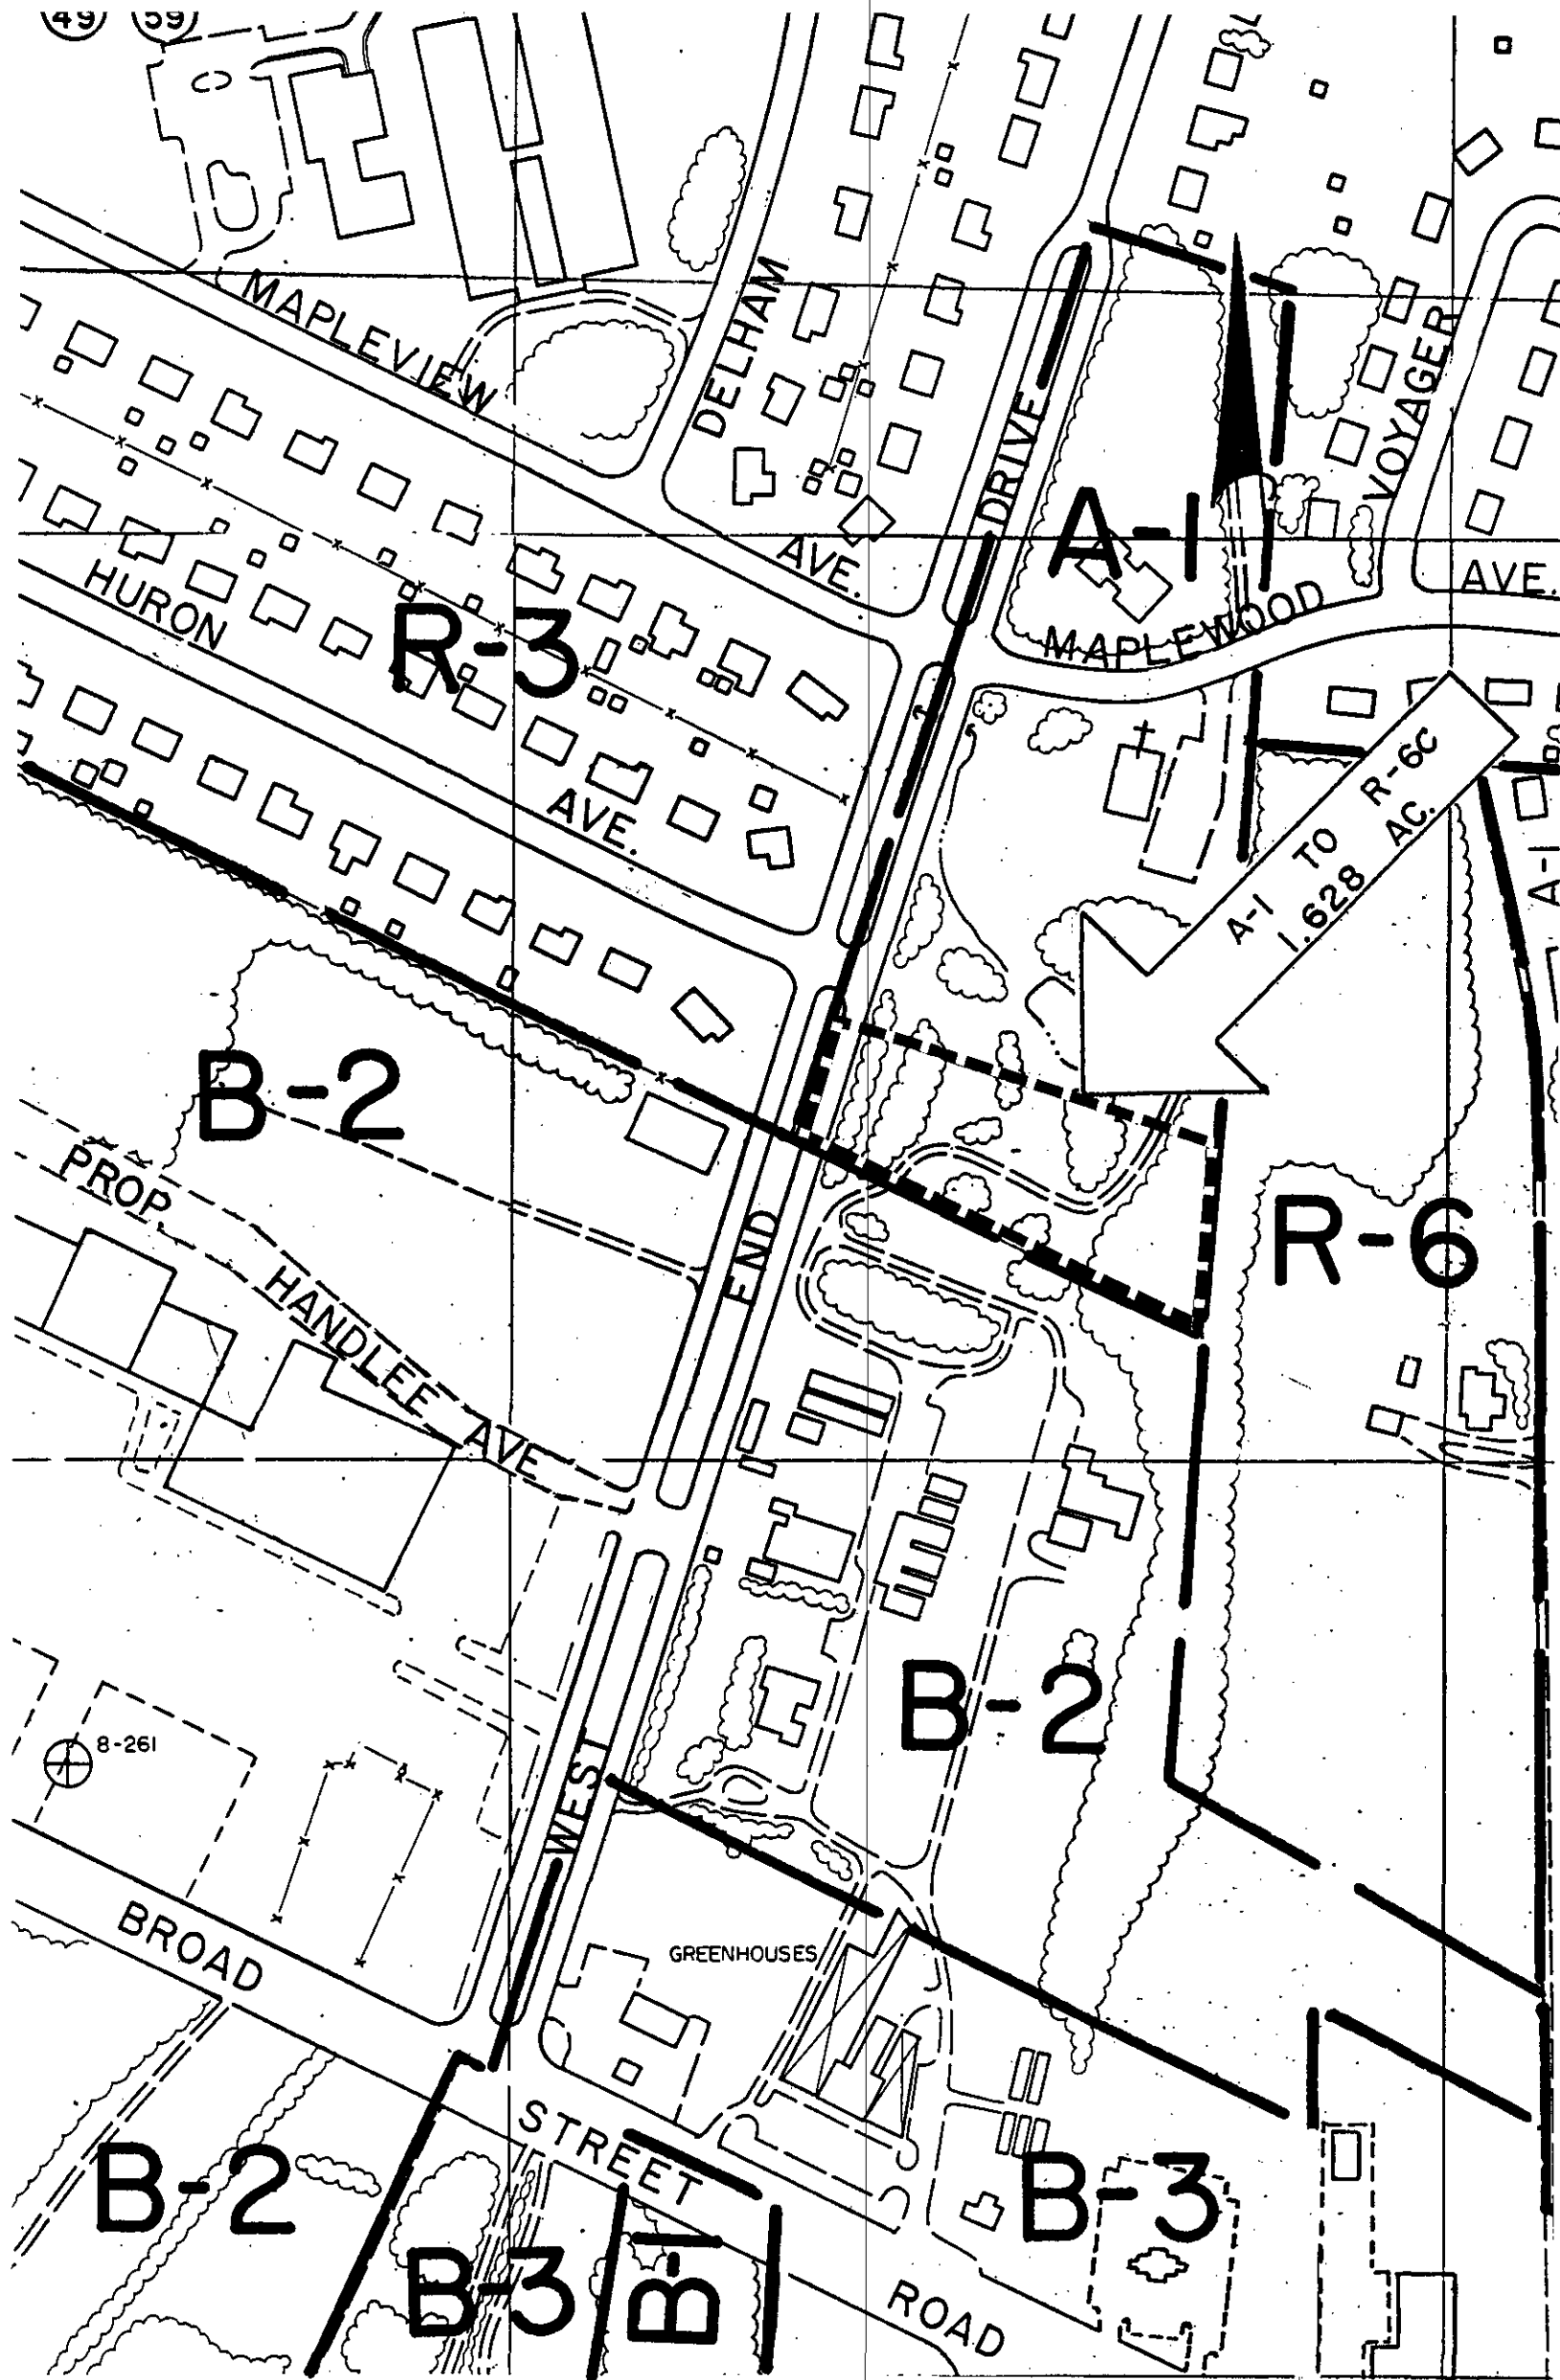 49 59
MAPLEVIEW
DELHAM
VOYAGER
DRIVE
A-1
AVE.
AVE.
HURON
R-3
MAPLEWOOD
AVE.
A-1 TO R-6C
1.628 AC.
A-1
B-2
PROP.
HANDLEE AVE
END
R-6
B-2
8-261
WEST
BROAD
GREENHOUSES
STREET
B-2
B-3
B-3
B-1
ROAD